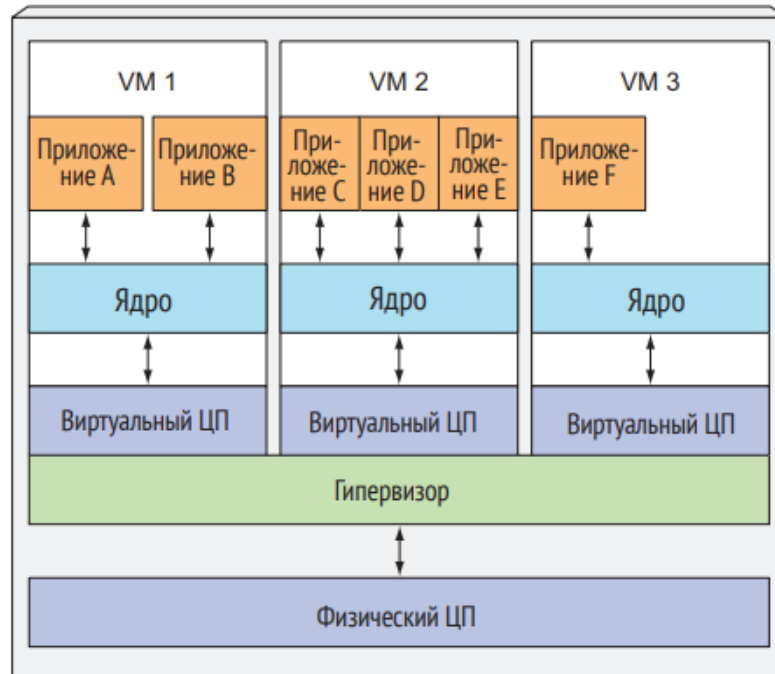 VM 1
VM 2
VM 3
Приложе-
ние A
Приложе-
ние B
При-
ложе-
ние C
При-
ложе-
ние D
При-
ложе-
ние E
Приложе-
ние F
Ядро
Ядро
Ядро
Виртуальный ЦП
Виртуальный ЦП
Виртуальный ЦП
Гипервизор
Физический ЦП